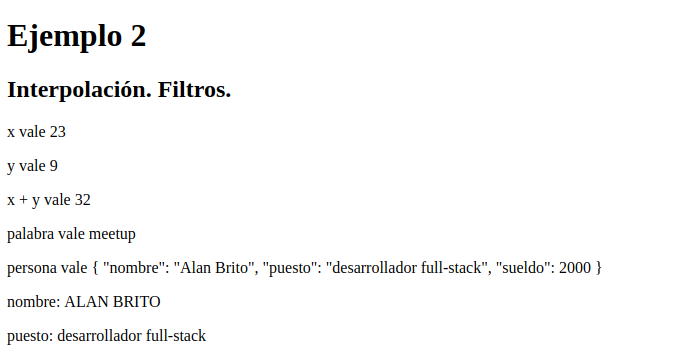 Ejemplo 2
Interpolación. Filtros.
x vale 23
y vale 9
x + y vale 32
palabra vale meetup
persona vale { "nombre": "Alan Brito", "puesto": "desarrollador full-stack", "sueldo": 2000 }
nombre: ALAN BRITO
puesto: desarrollador full-stack